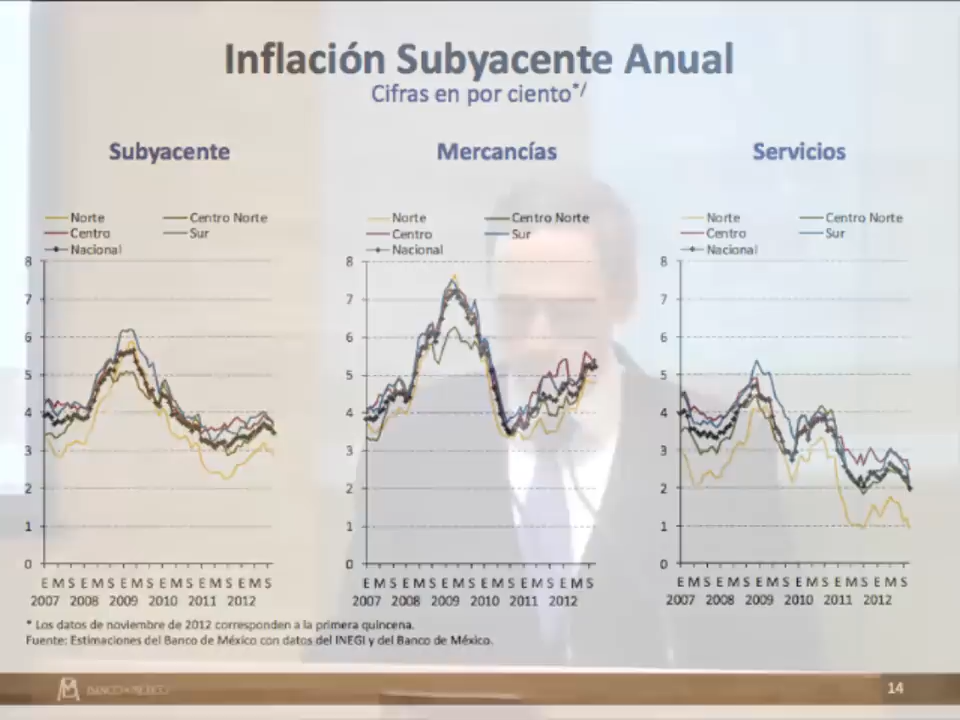 Inflación Subyacente Anual
Cifras en por ciento*/
Subyacente
Norte
Centro Norte
Centro
Sur
Nacional
8
7
6
5
4
3
2
1
0
E M S E M S E M S E M S E M S E M S
2007 2008 2009 2010 2011 2012
Mercancías
Norte
Centro Norte
Centro
Sur
Nacional
8
7
6
5
4
3
2
1
0
E M S E M S E M S E M S E M S E M S
2007 2008 2009 2010 2011 2012
Servicios
Norte
Centro Norte
Centro
Sur
Nacional
8
7
6
5
4
3
2
1
0
E M S E M S E M S E M S E M S E M S
2007 2008 2009 2010 2011 2012
* Los datos de noviembre de 2012 corresponden a la primera quincena.
Fuente: Estimaciones del Banco de México con datos del INEGI y del Banco de México.
BANCO DE MÉXICO
14